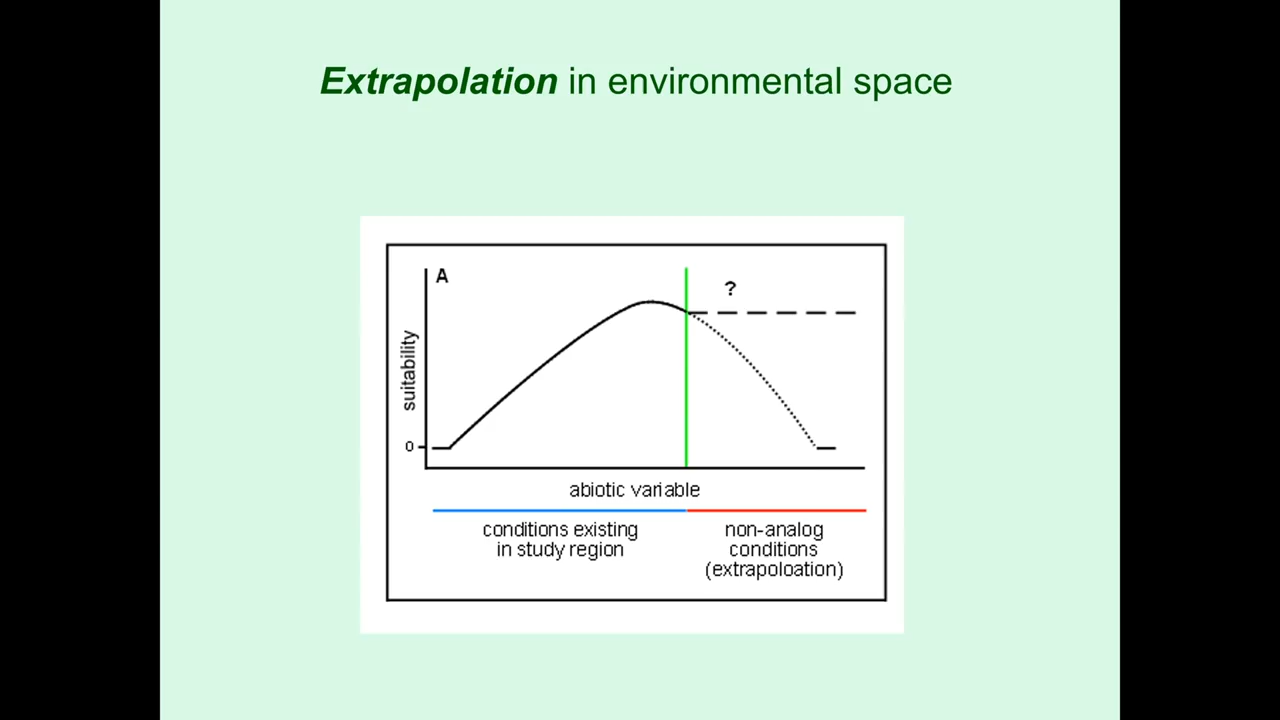 Extrapolation in environmental space
A
?
suitability
0
abiotic variable
conditions existing
in study region
non-analog
conditions
(extrapoloation)